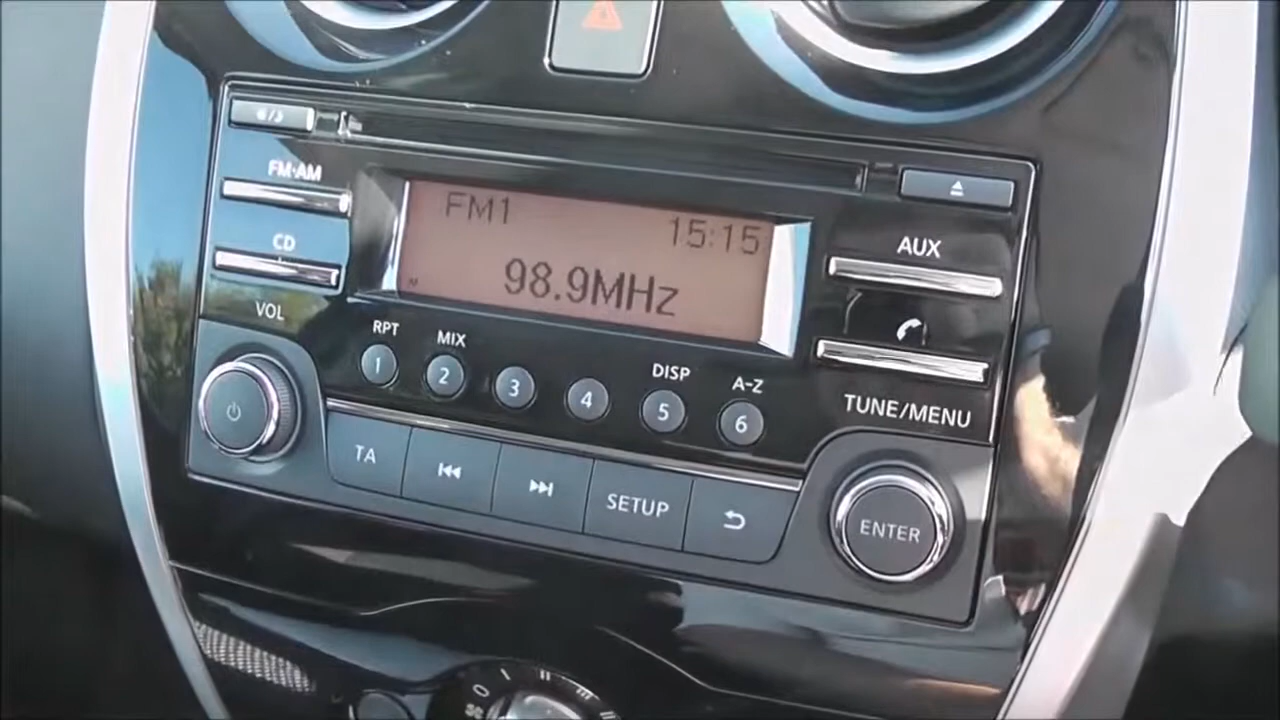 FM·AM
FM1
15:15
98.9MHz
CD
AUX
VOL
RPT
MIX
DISP
A-Z
1
2
3
4
5
6
TUNE/MENU
TA
SETUP
ENTER
0